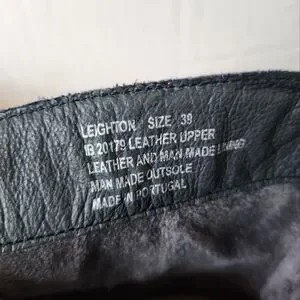 LEIGHTON SIZE 39
IB 20179 LEATHER UPPER
LEATHER AND MAN MADE LINING
MAN MADE OUTSOLE
MADE IN PORTUGAL